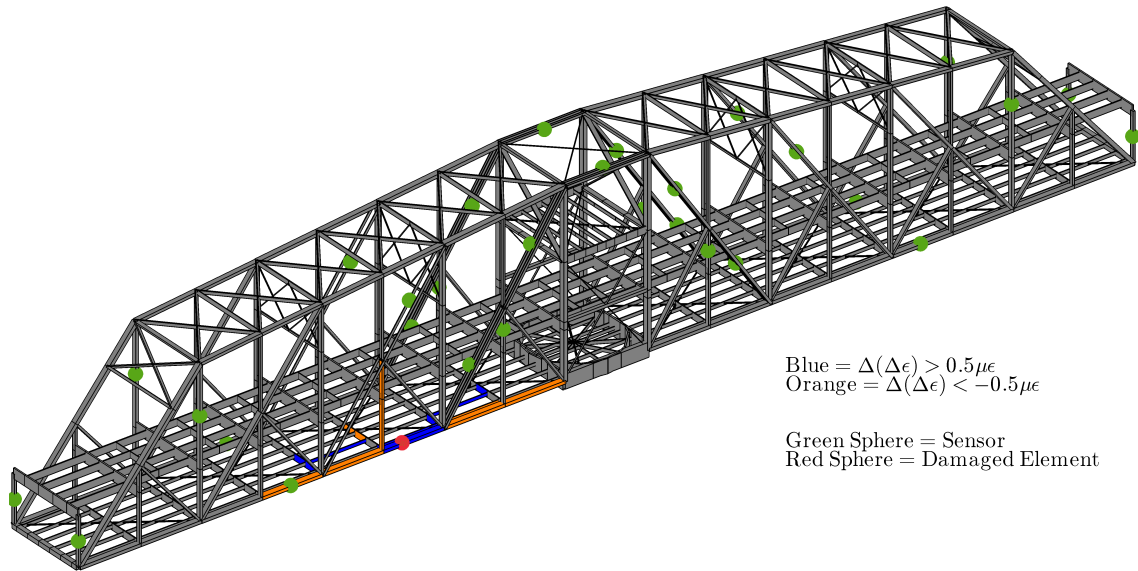 Blue = Δ(Δϵ) > 0.5μϵ
Orange = Δ(Δϵ) < −0.5μϵ
Green Sphere = Sensor
Red Sphere = Damaged Element